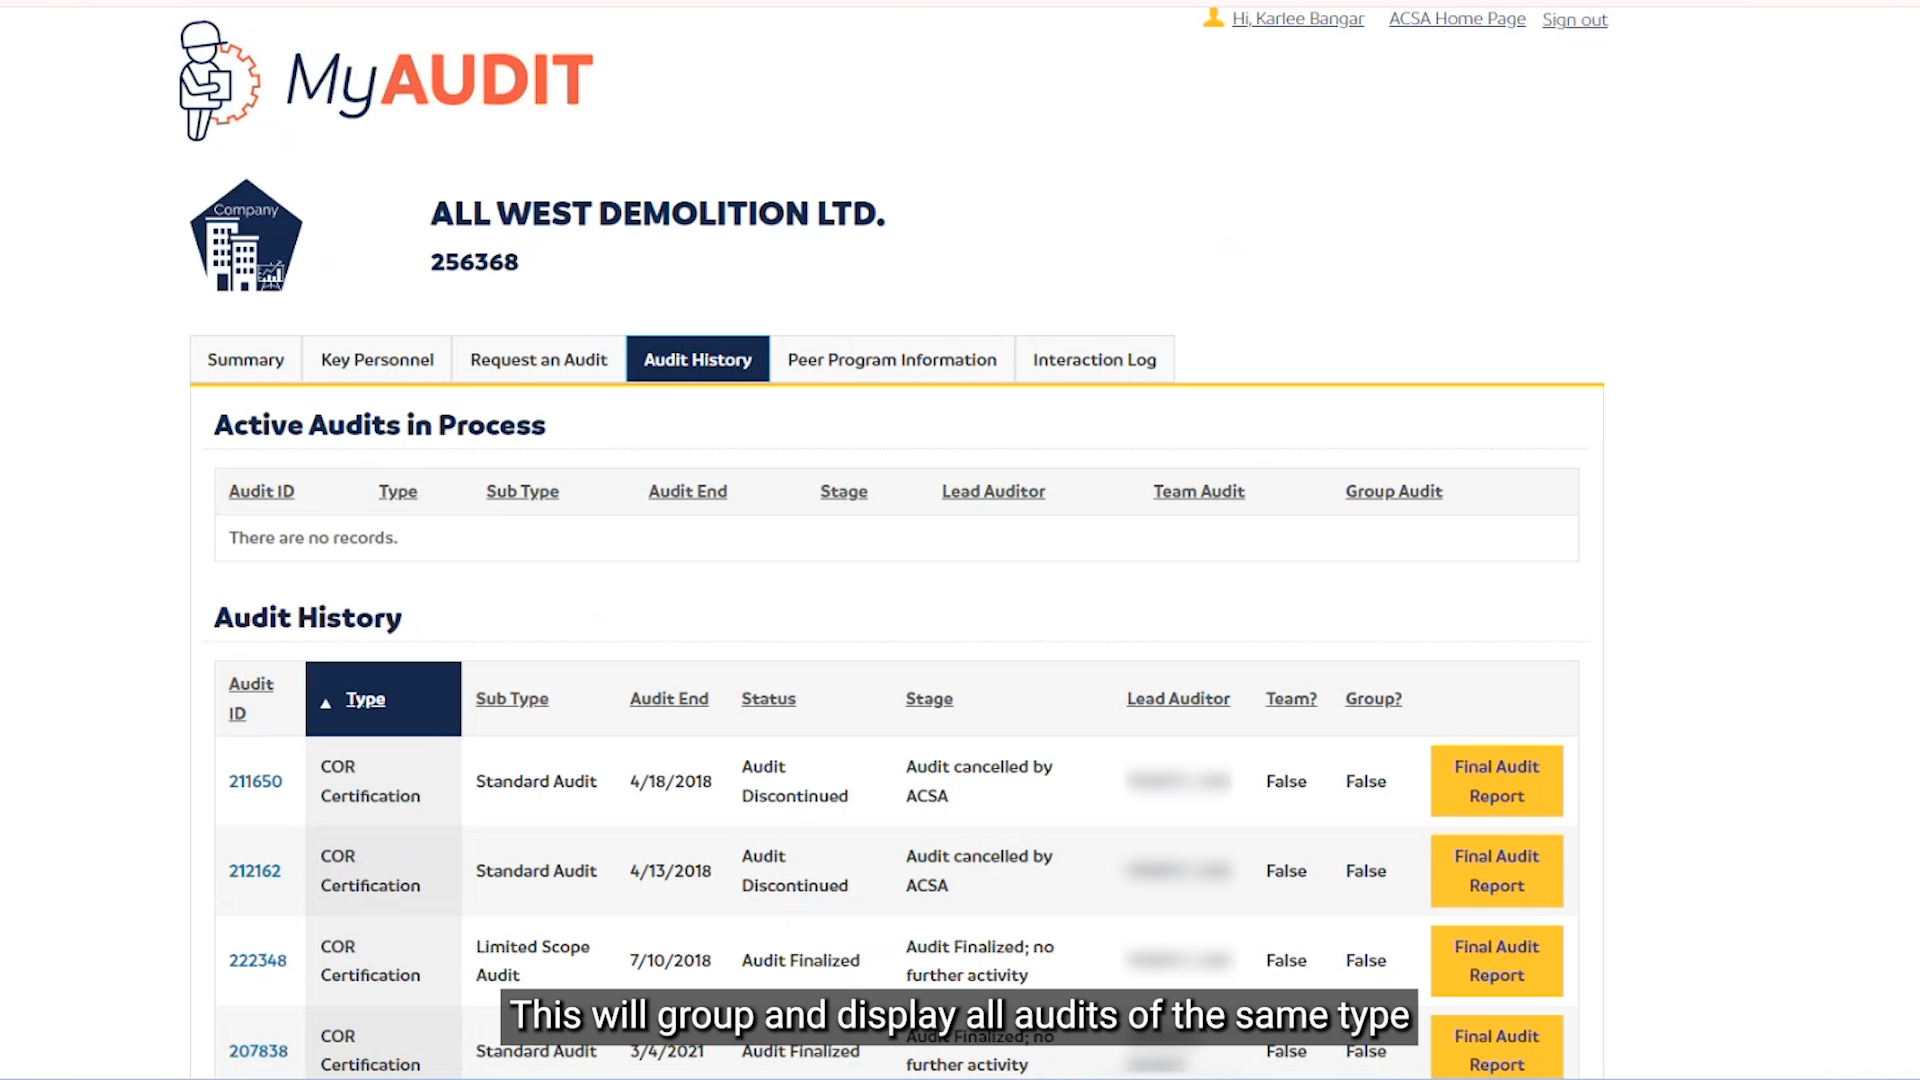 Hi, Karlee Bangar ACSA Home Page Sign out
MyAUDIT
Company
ALL WEST DEMOLITION LTD.
256368
Summary Key Personnel Request an Audit Audit History Peer Program Information Interaction Log
Active Audits in Process
Audit ID Type Sub Type Audit End Stage Lead Auditor Team Audit Group Audit
There are no records.
Audit History
Audit ID ▲ Type Sub Type Audit End Status Stage Lead Auditor Team? Group?
211650 COR Certification Standard Audit 4/18/2018 Audit Discontinued Audit cancelled by ACSA False False Final Audit Report
212162 COR Certification Standard Audit 4/13/2018 Audit Discontinued Audit cancelled by ACSA False False Final Audit Report
222348 COR Certification Limited Scope Audit 7/10/2018 Audit Finalized Audit Finalized; no further activity False False Final Audit Report
207838 COR Certification Standard Audit 3/4/2021 Audit Finalized Audit Finalized; no further activity False False Final Audit Report
This will group and display all audits of the same type